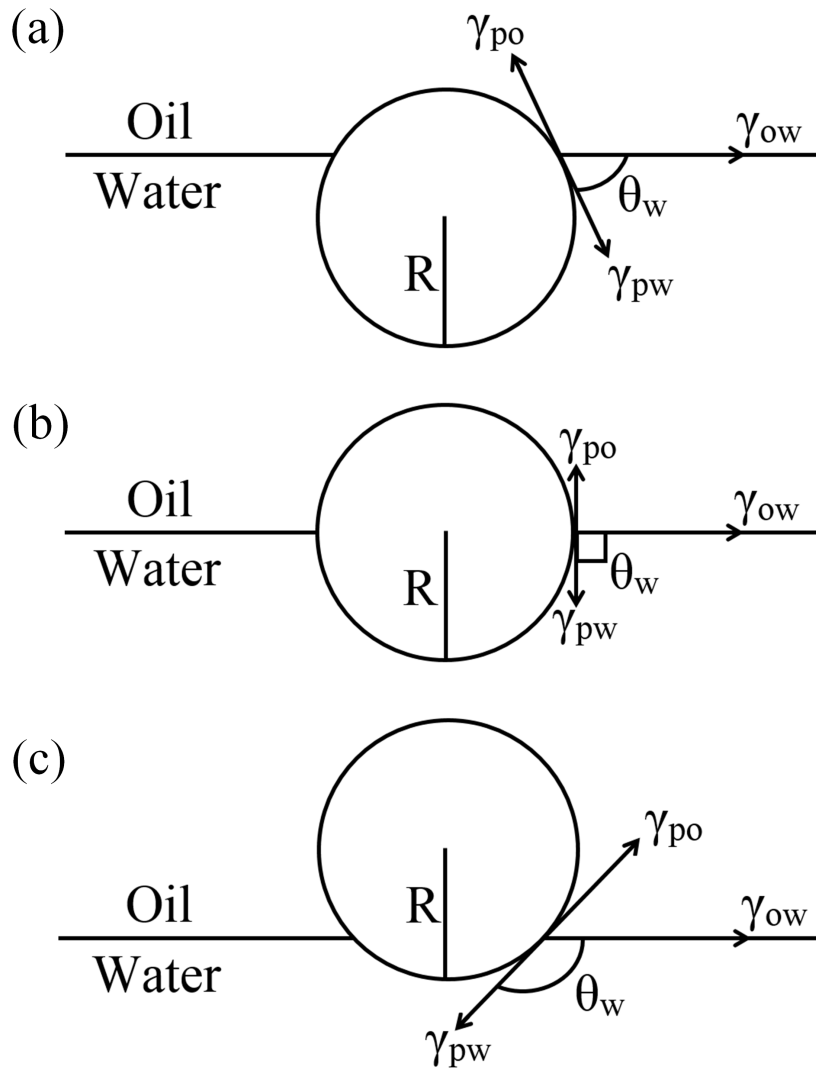 (a)
γpo
Oil
γow
Water
θw
R
γpw
(b)
γpo
Oil
γow
Water
θw
R
γpw
(c)
γpo
Oil
R
γow
Water
θw
γpw